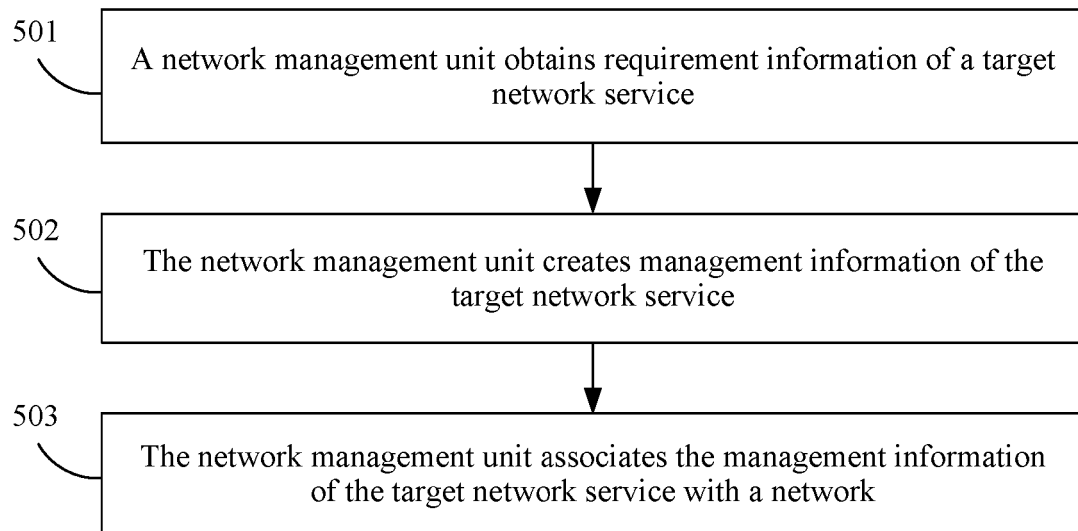 501
A network management unit obtains requirement information of a target
network service
502
The network management unit creates management information of the
target network service
503
The network management unit associates the management information
of the target network service with a network